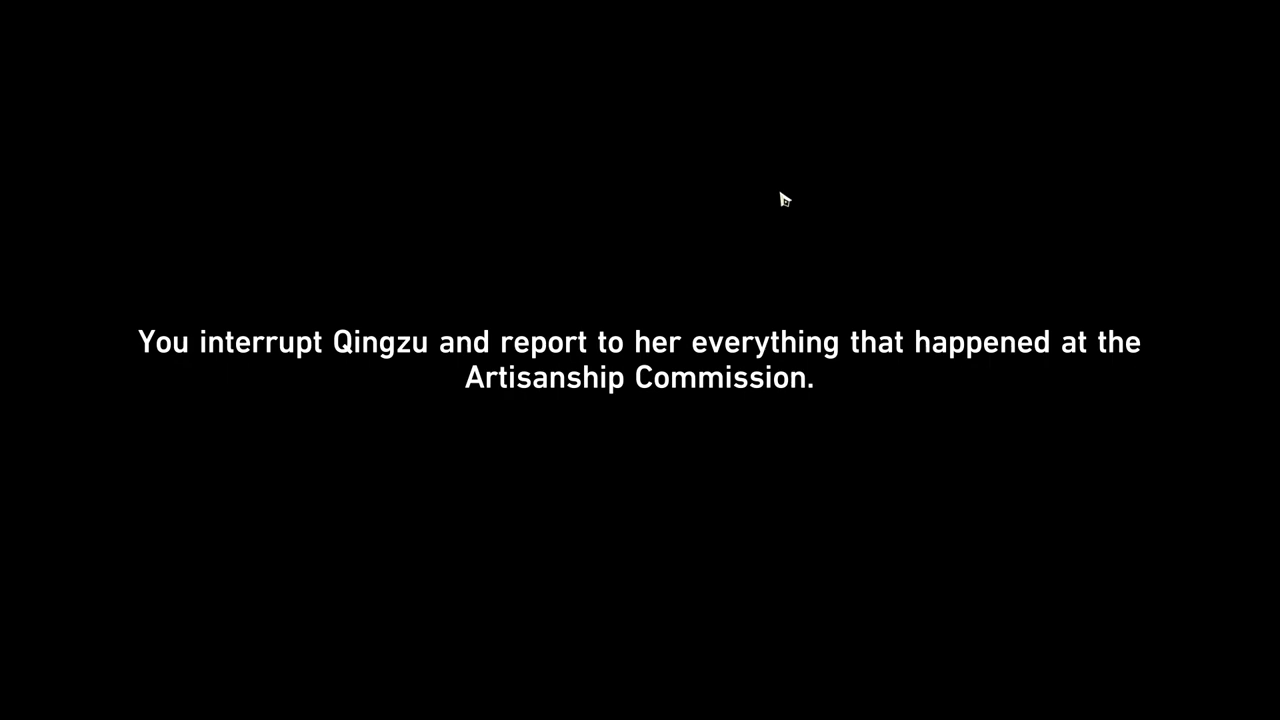 You interrupt Qingzu and report to her everything that happened at the
Artisanship Commission.